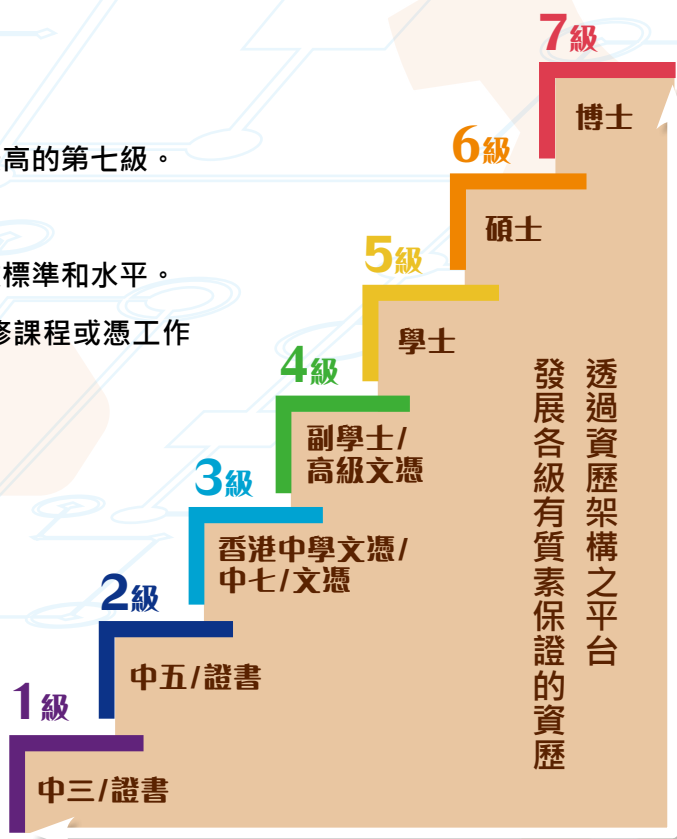 高的第七級。
標準和水平。
修課程或憑工作
7級
博士
6級
碩士
5級
學士
4級
副學士/
高級文憑
3級
香港中學文憑/
中七/文憑
2級
中五/證書
1級
中三/證書
透過資歷架構之平台
發展各級有質素保證的資歷